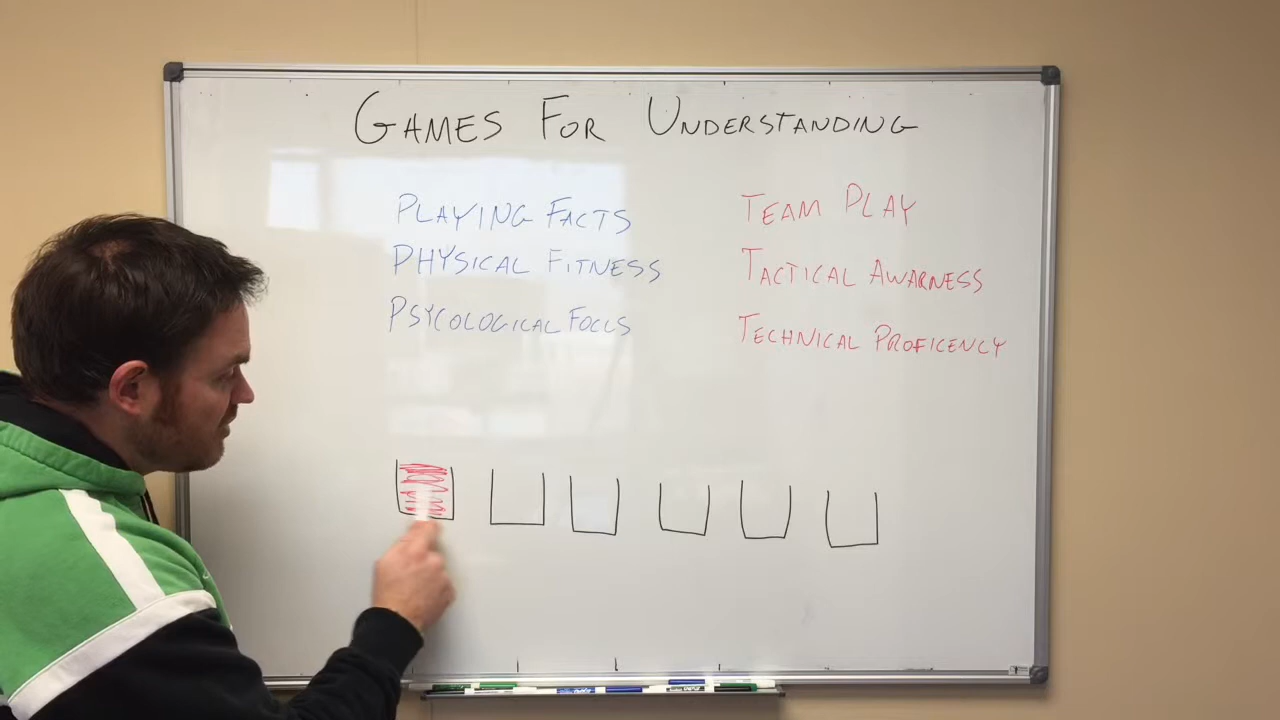 GAMES FOR UNDERSTANDING
PLAYING FACTS
PHYSICAL FITNESS
PSYCOLOGICAL FOCUS
TEAM PLAY
TACTICAL AWARNESS
TECHNICAL PROFICENCY